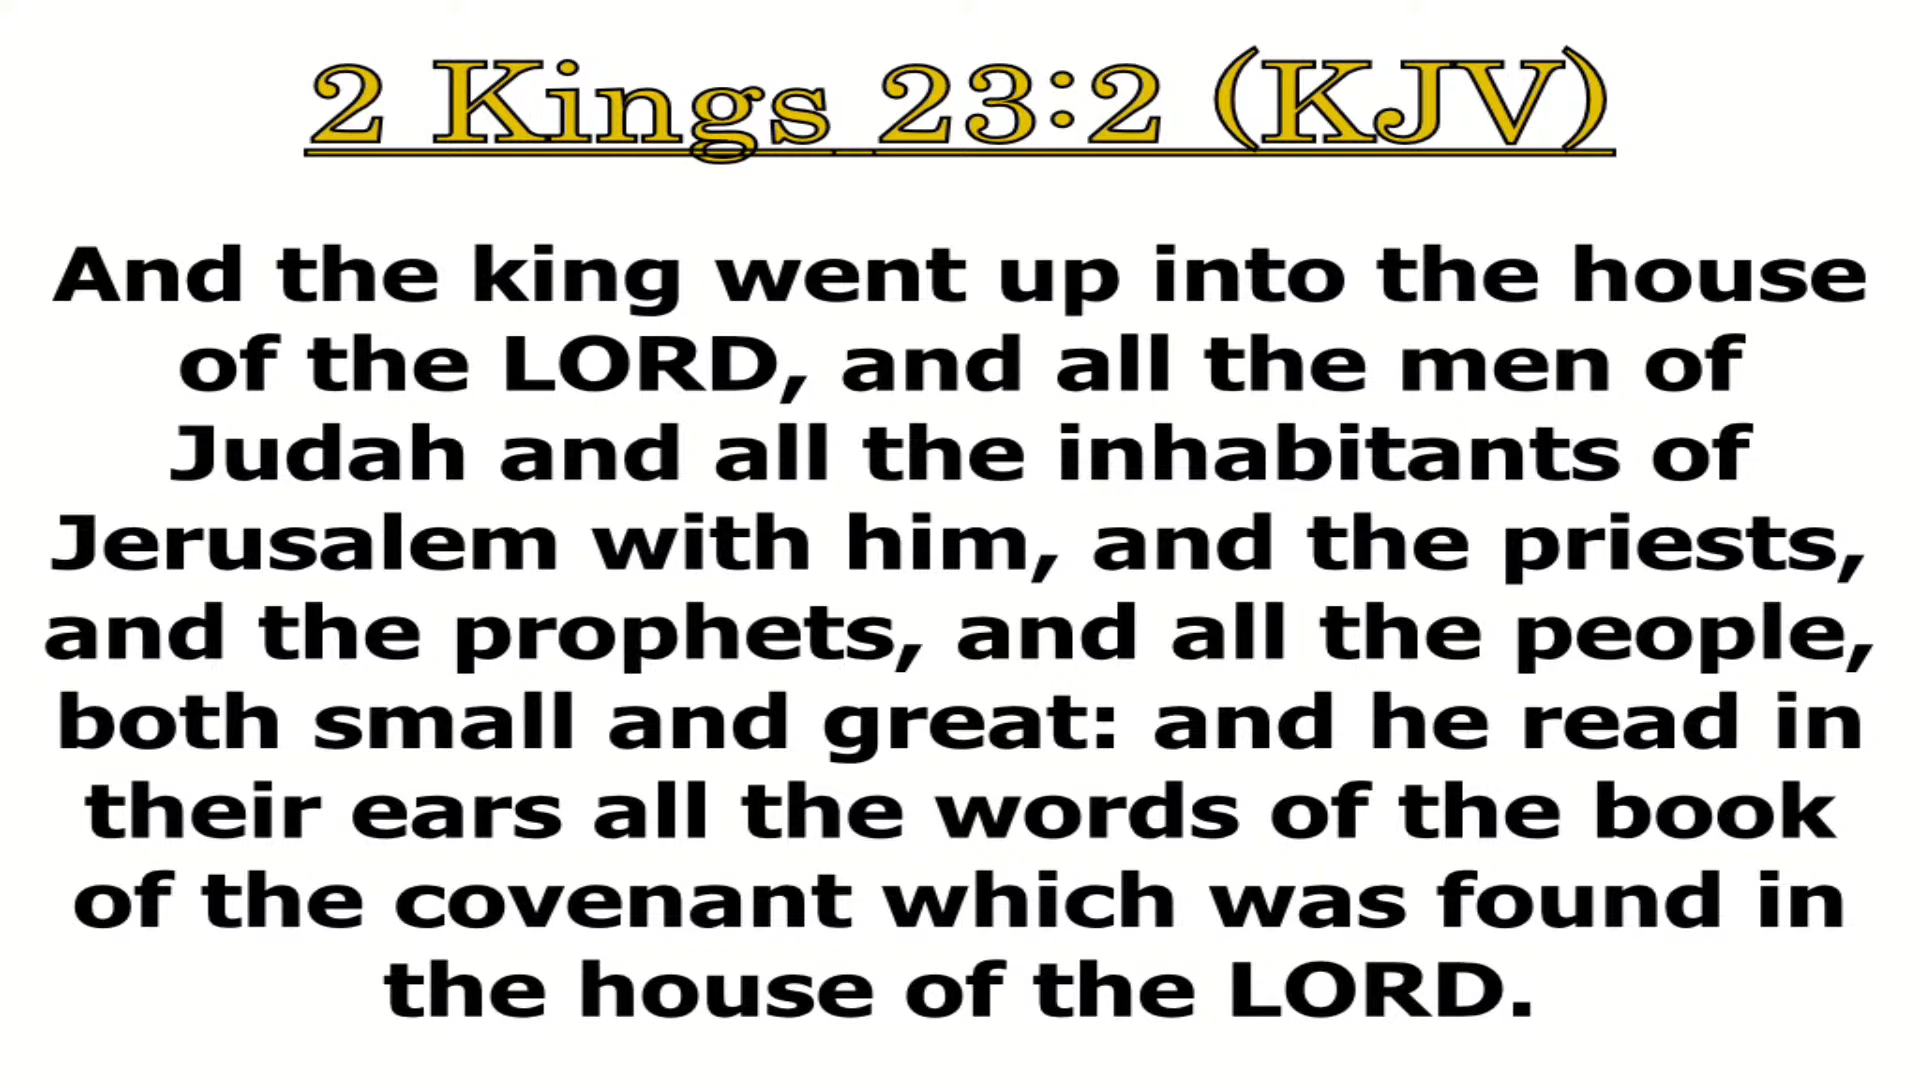 2 Kings 23:2 (KJV)
And the king went up into the house
of the LORD, and all the men of
Judah and all the inhabitants of
Jerusalem with him, and the priests,
and the prophets, and all the people,
both small and great: and he read in
their ears all the words of the book
of the covenant which was found in
the house of the LORD.